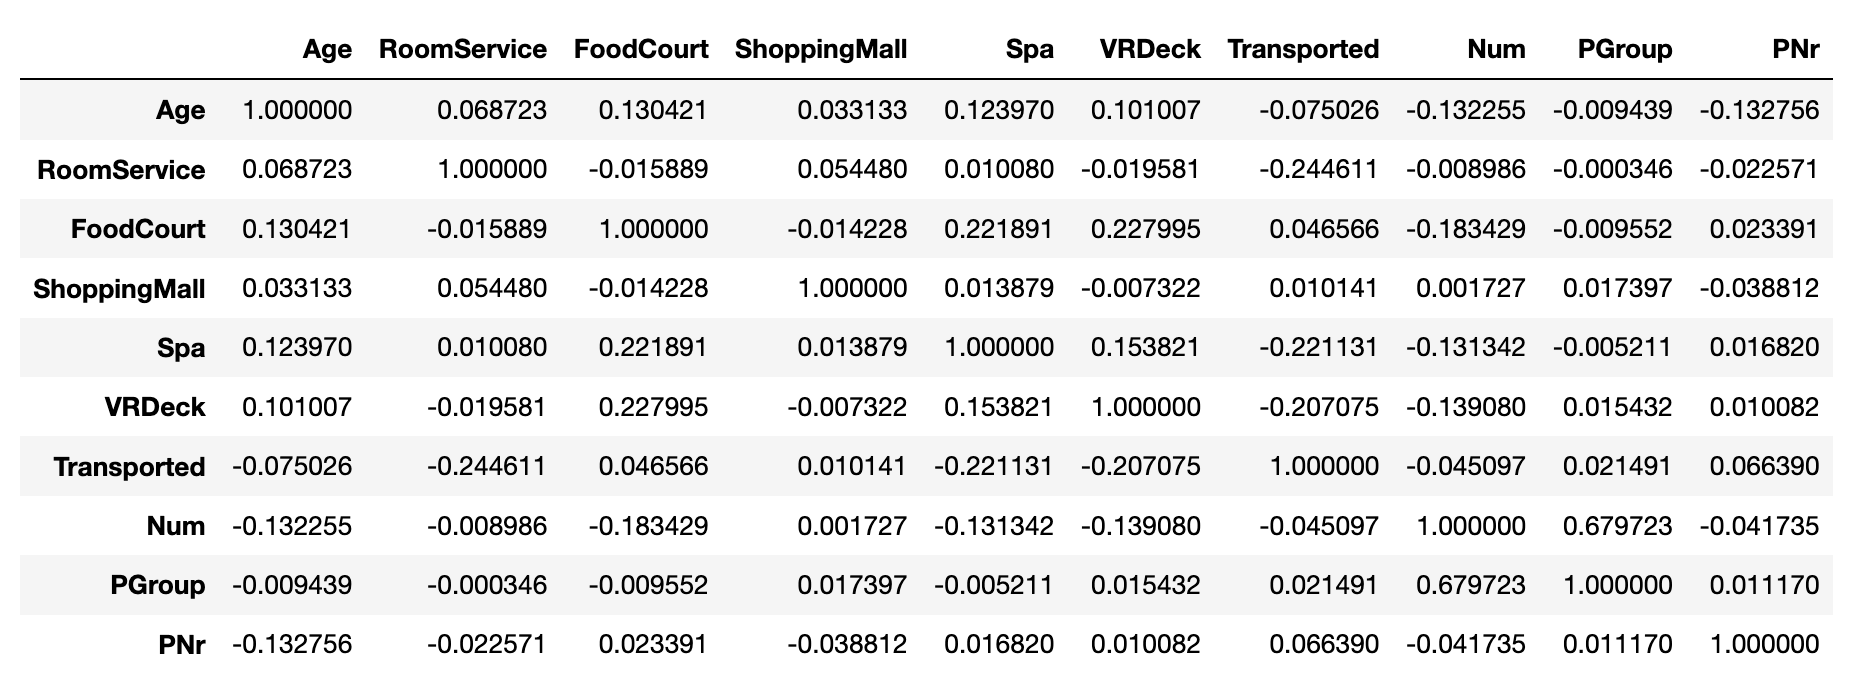 Age RoomService FoodCourt ShoppingMall Spa VRDeck Transported Num PGroup PNr
Age 1.000000 0.068723 0.130421 0.033133 0.123970 0.101007 -0.075026 -0.132255 -0.009439 -0.132756
RoomService 0.068723 1.000000 -0.015889 0.054480 0.010080 -0.019581 -0.244611 -0.008986 -0.000346 -0.022571
FoodCourt 0.130421 -0.015889 1.000000 -0.014228 0.221891 0.227995 0.046566 -0.183429 -0.009552 0.023391
ShoppingMall 0.033133 0.054480 -0.014228 1.000000 0.013879 -0.007322 0.010141 0.001727 0.017397 -0.038812
Spa 0.123970 0.010080 0.221891 0.013879 1.000000 0.153821 -0.221131 -0.131342 -0.005211 0.016820
VRDeck 0.101007 -0.019581 0.227995 -0.007322 0.153821 1.000000 -0.207075 -0.139080 0.015432 0.010082
Transported -0.075026 -0.244611 0.046566 0.010141 -0.221131 -0.207075 1.000000 -0.045097 0.021491 0.066390
Num -0.132255 -0.008986 -0.183429 0.001727 -0.131342 -0.139080 -0.045097 1.000000 0.679723 -0.041735
PGroup -0.009439 -0.000346 -0.009552 0.017397 -0.005211 0.015432 0.021491 0.679723 1.000000 0.011170
PNr -0.132756 -0.022571 0.023391 -0.038812 0.016820 0.010082 0.066390 -0.041735 0.011170 1.000000